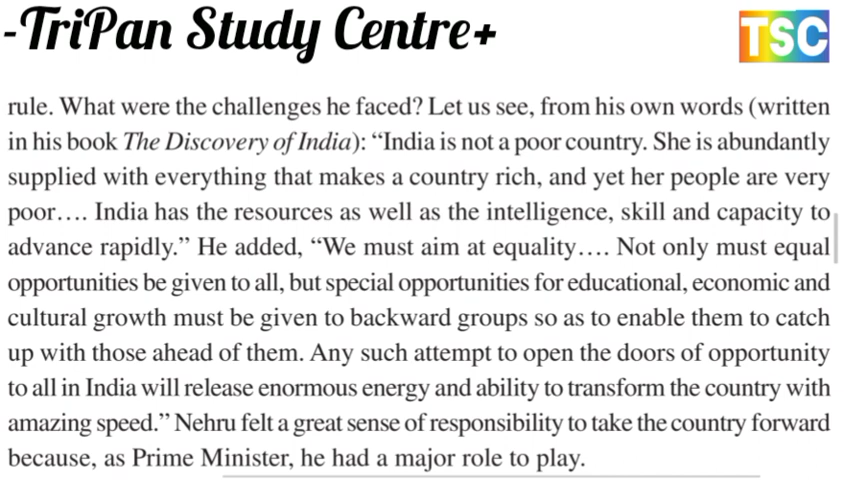 -TriPan Study Centre+
TSC
rule. What were the challenges he faced? Let us see, from his own words (written
in his book The Discovery of India): “India is not a poor country. She is abundantly
supplied with everything that makes a country rich, and yet her people are very
poor…. India has the resources as well as the intelligence, skill and capacity to
advance rapidly.” He added, “We must aim at equality…. Not only must equal
opportunities be given to all, but special opportunities for educational, economic and
cultural growth must be given to backward groups so as to enable them to catch
up with those ahead of them. Any such attempt to open the doors of opportunity
to all in India will release enormous energy and ability to transform the country with
amazing speed.” Nehru felt a great sense of responsibility to take the country forward
because, as Prime Minister, he had a major role to play.